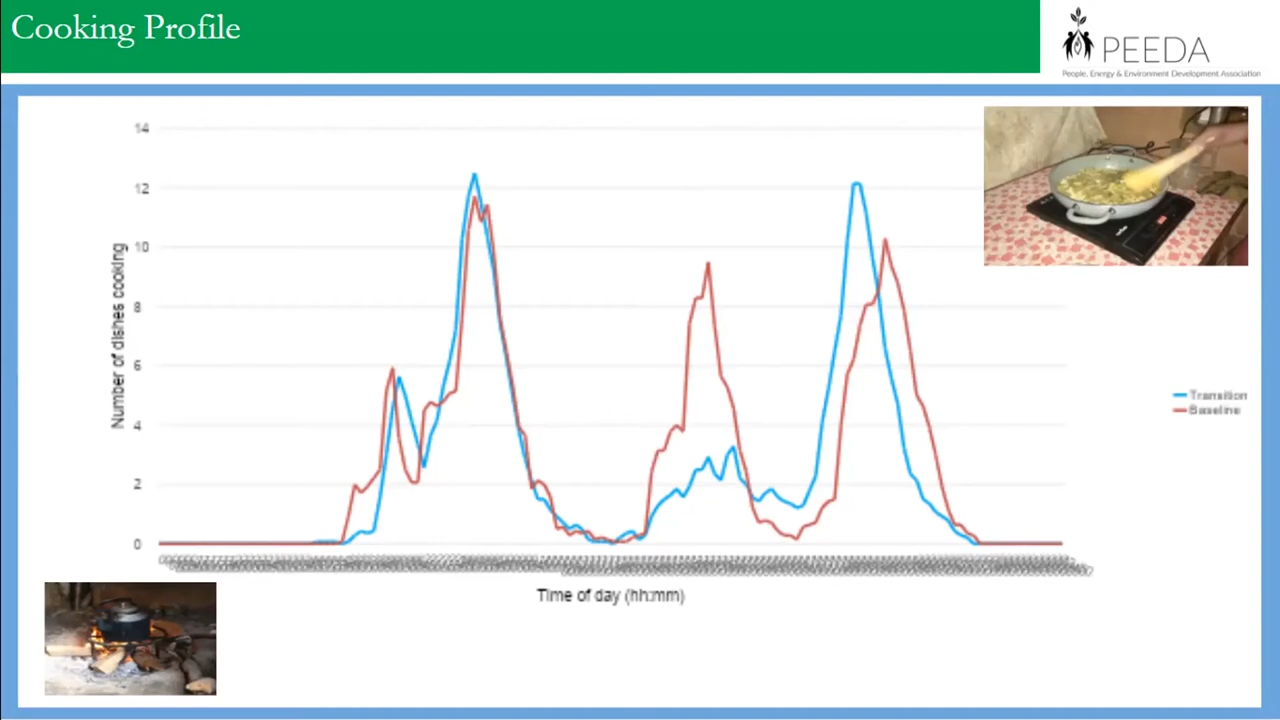 Cooking Profile
PEEDA
People, Energy & Environment Development Association
14
12
10
8
6
4
2
0
Number of dishes cooking
Time of day (hh:mm)
Transition
Baseline